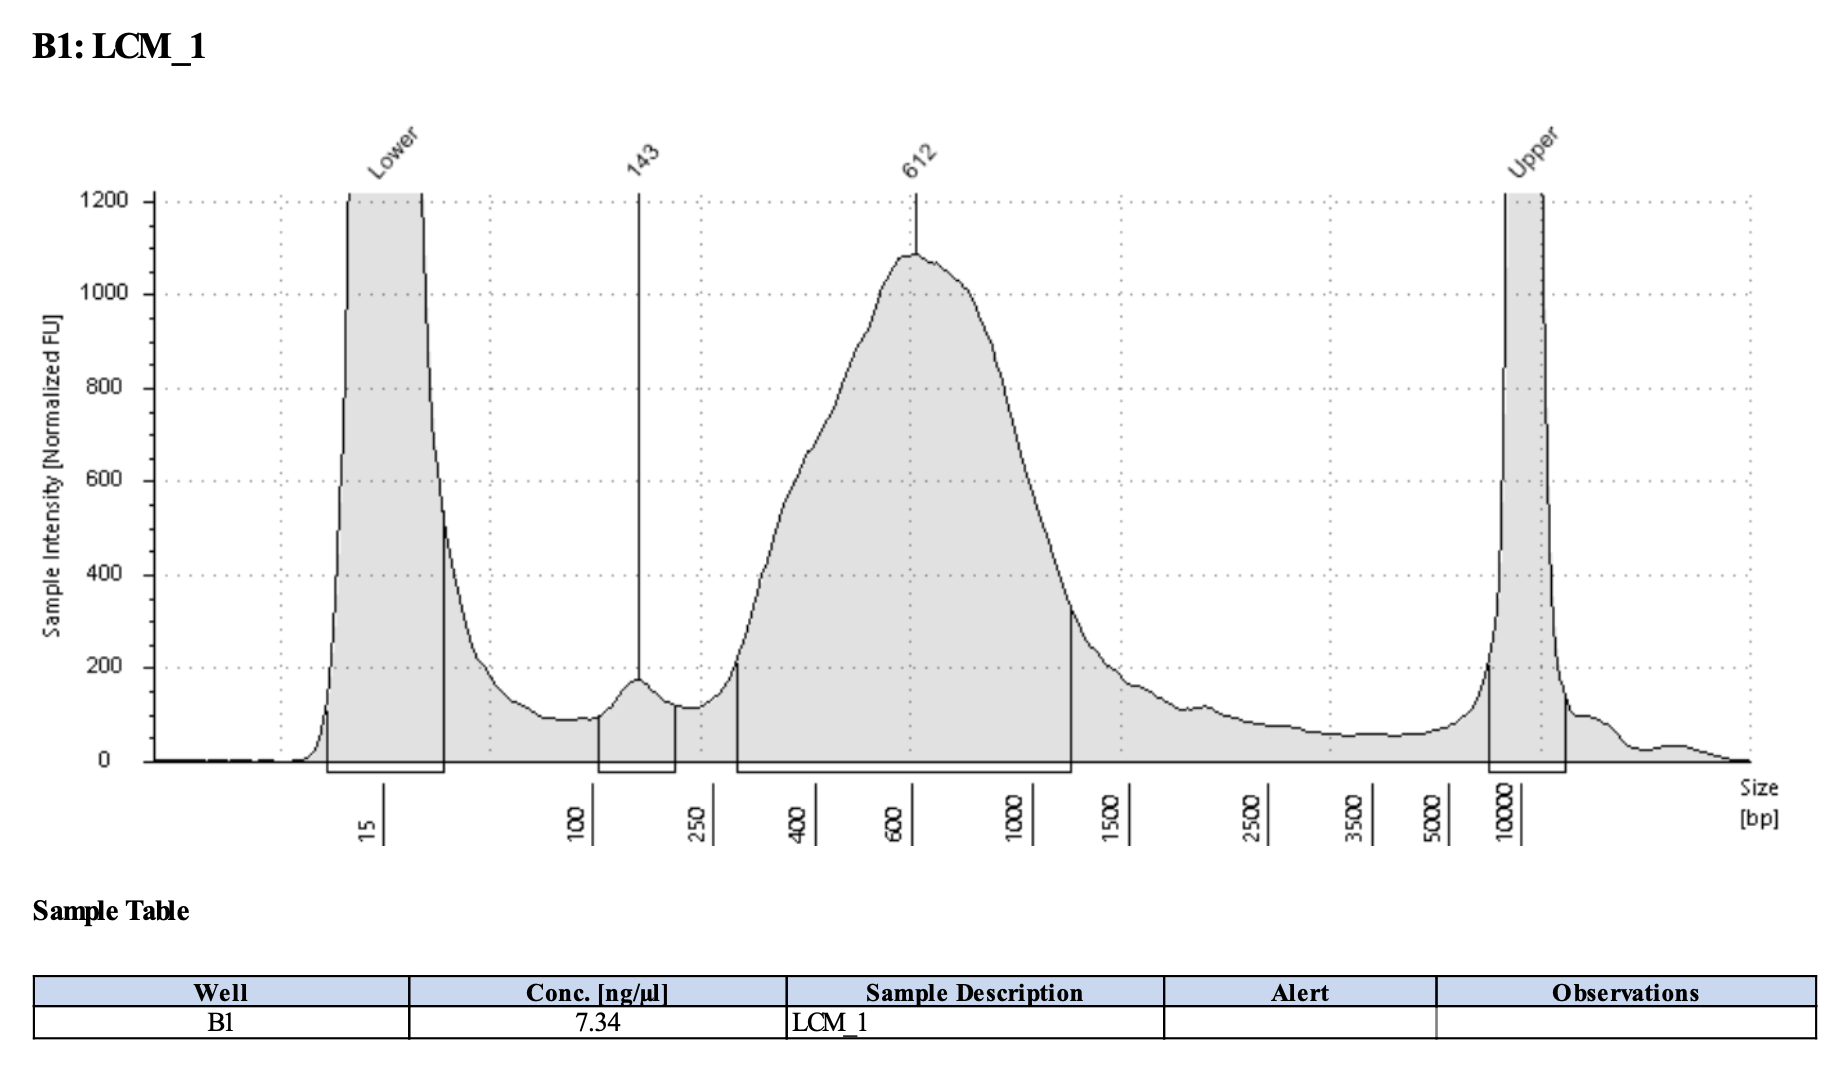 B1: LCM_1
Lower
143
612
Upper
Sample Intensity [Normalized FU]
1200
1000
800
600
400
200
0
15
100
250
400
600
1000
1500
2500
3500
5000
10000
Size
[bp]
Sample Table
Well Conc. [ng/µl] Sample Description Alert Observations
B1 7.34 LCM_1